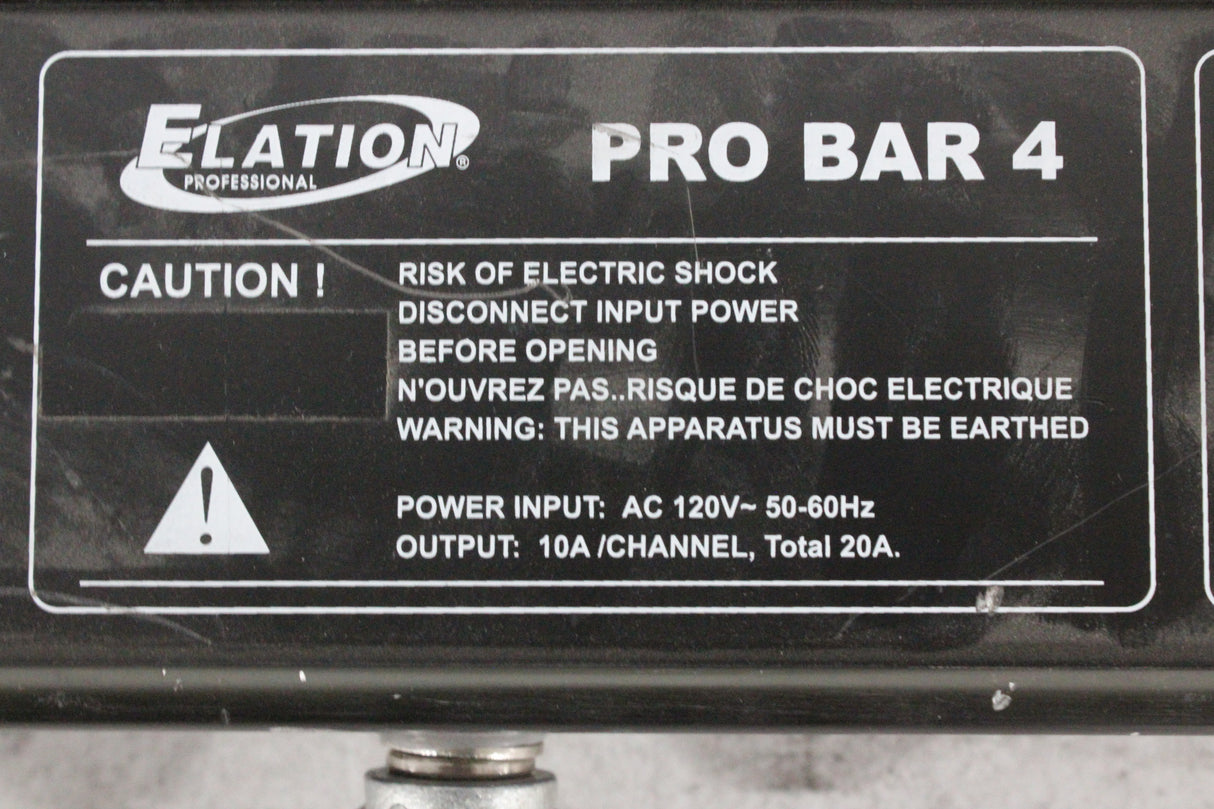 ELATION®
PROFESSIONAL
PRO BAR 4
CAUTION !
RISK OF ELECTRIC SHOCK
DISCONNECT INPUT POWER
BEFORE OPENING
N'OUVREZ PAS..RISQUE DE CHOC ELECTRIQUE
WARNING: THIS APPARATUS MUST BE EARTHED
!
POWER INPUT: AC 120V~ 50-60Hz
OUTPUT: 10A /CHANNEL, Total 20A.